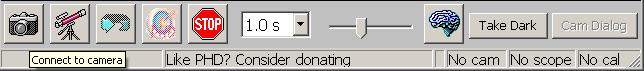 STOP
1.0 s
Take Dark
Cam Dialog
Connect to camera
Like PHD? Consider donating
No cam
No scope
No cal